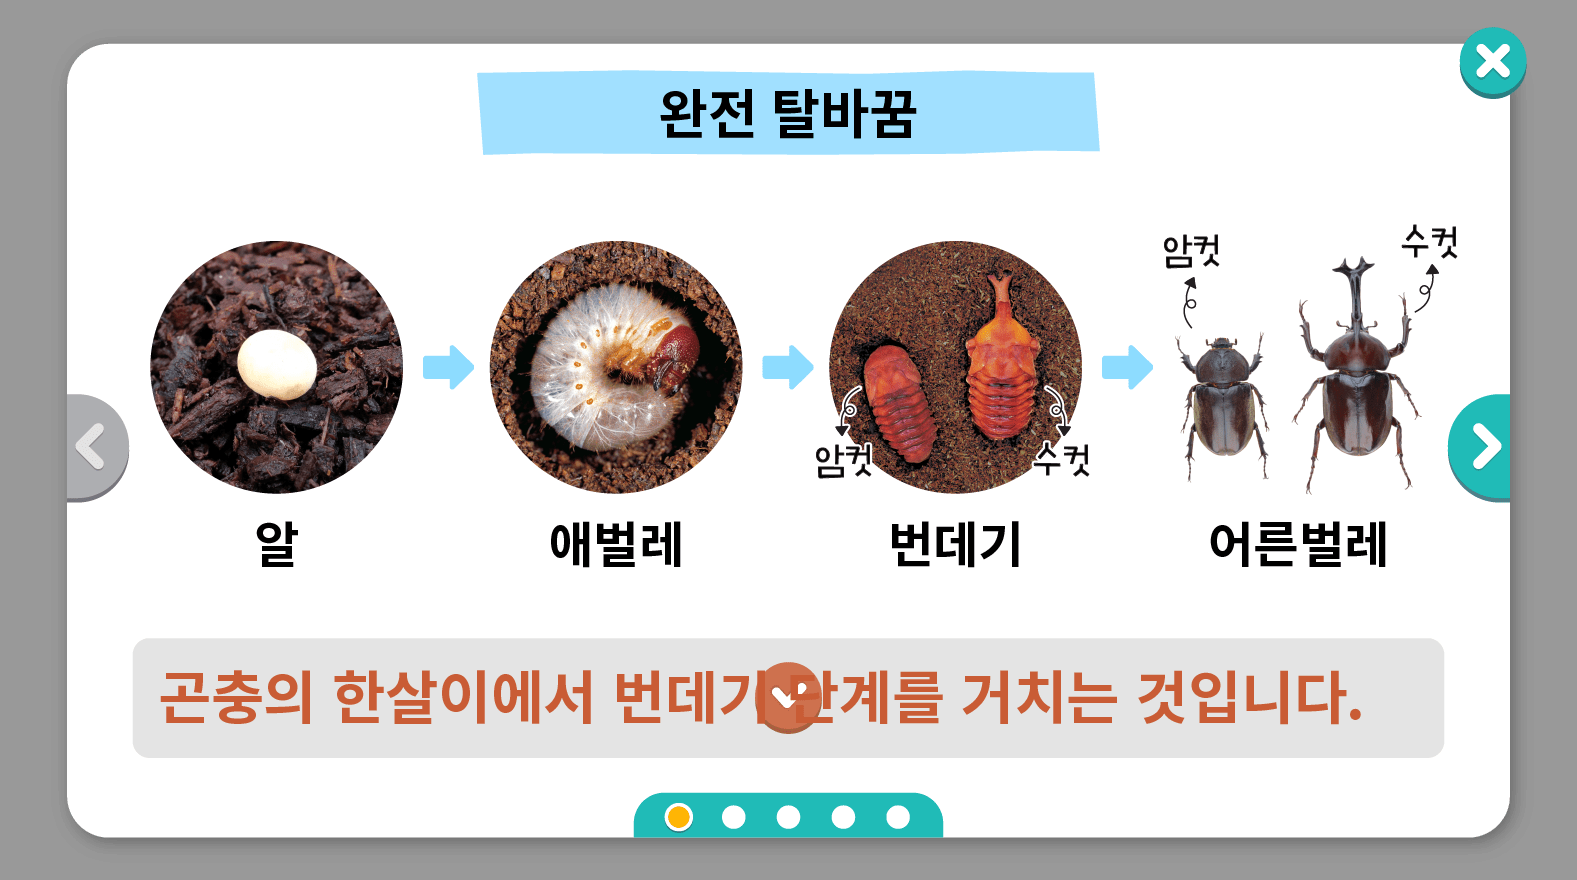 완전 탈바꿈
암컷
수컷
암컷
수컷
알
애벌레
번데기
어른벌레
곤충의 한살이에서 번데기 단계를 거치는 것입니다.